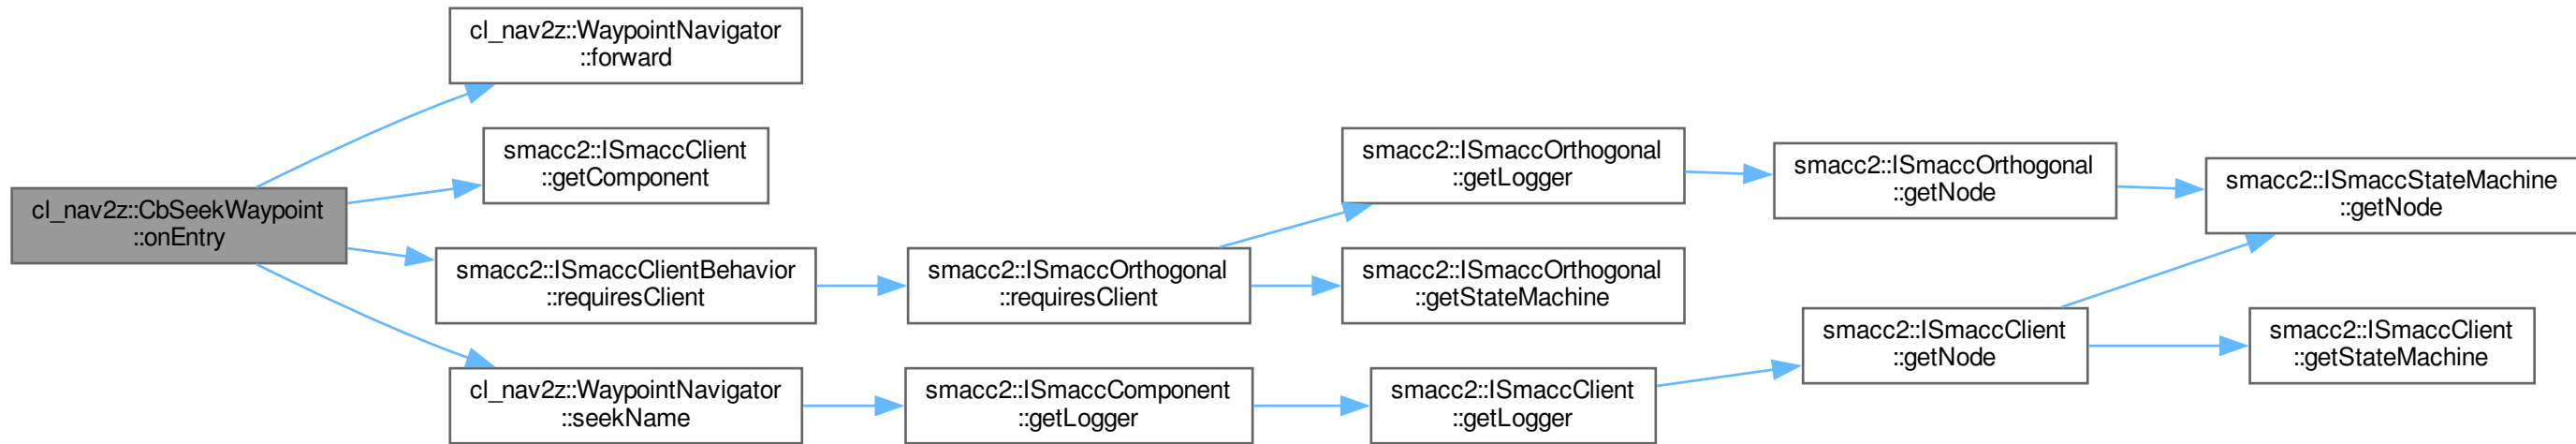 cl_nav2z::CbSeekWaypoint
::onEntry
cl_nav2z::WaypointNavigator
::forward
smacc2::ISmaccClient
::getComponent
smacc2::ISmaccClientBehavior
::requiresClient
cl_nav2z::WaypointNavigator
::seekName
smacc2::ISmaccOrthogonal
::requiresClient
smacc2::ISmaccComponent
::getLogger
smacc2::ISmaccOrthogonal
::getLogger
smacc2::ISmaccOrthogonal
::getStateMachine
smacc2::ISmaccClient
::getLogger
smacc2::ISmaccOrthogonal
::getNode
smacc2::ISmaccClient
::getNode
smacc2::ISmaccStateMachine
::getNode
smacc2::ISmaccClient
::getStateMachine